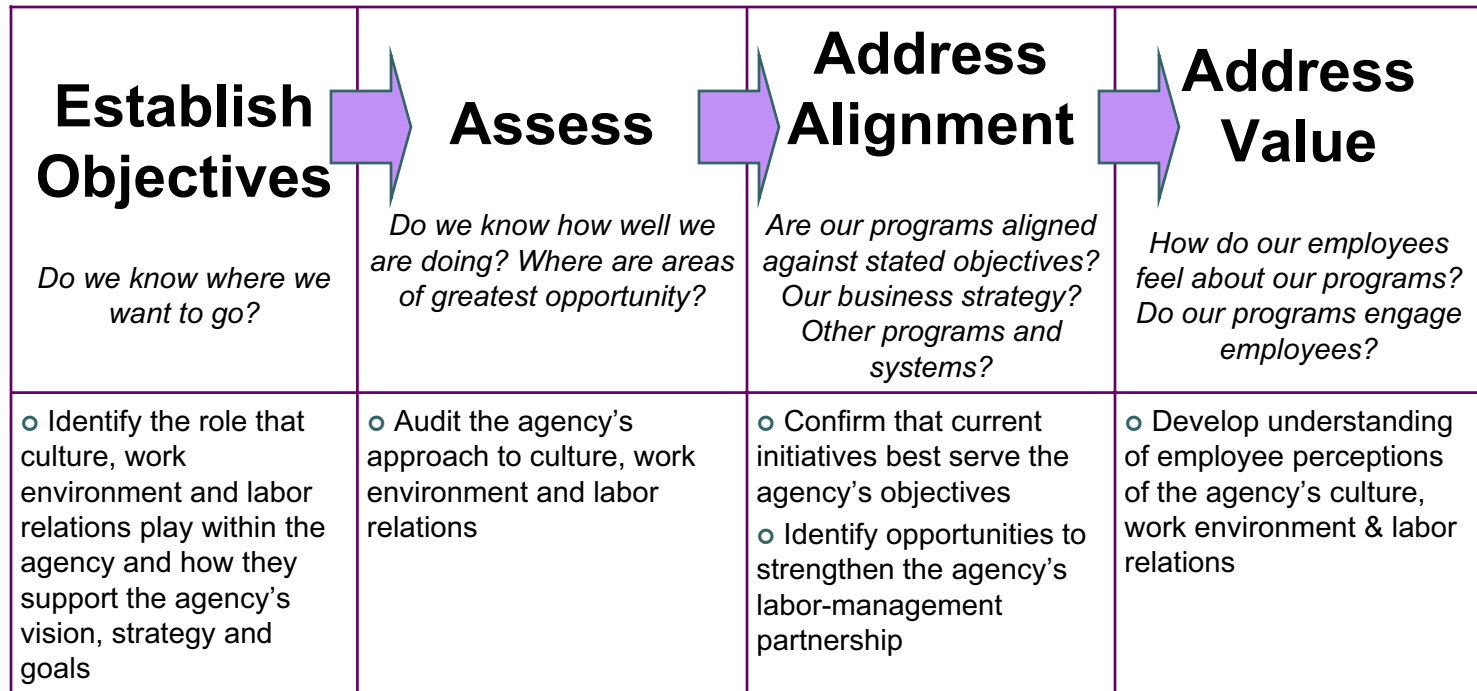 Establish
Objectives
Do we know where we
want to go?
Assess
Do we know how well we
are doing? Where are areas
of greatest opportunity?
Address
Alignment
Are our programs aligned
against stated objectives?
Our business strategy?
Other programs and
systems?
Address
Value
How do our employees
feel about our programs?
Do our programs engage
employees?
Identify the role that
culture, work
environment and labor
relations play within the
agency and how they
support the agency’s
vision, strategy and
goals
Audit the agency’s
approach to culture, work
environment and labor
relations
Confirm that current
initiatives best serve the
agency’s objectives
Identify opportunities to
strengthen the agency’s
labor-management
partnership
Develop understanding
of employee perceptions
of the agency’s culture,
work environment & labor
relations